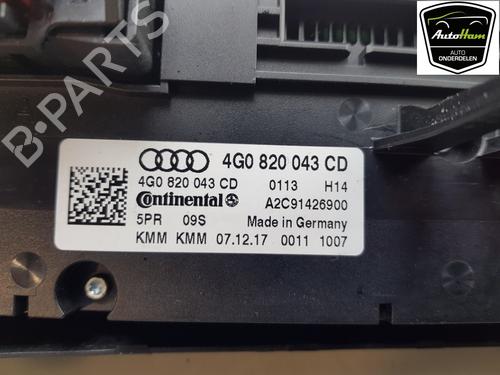 AutoHam
AUTO
ONDERDELEN
B-PARTS
4G0 820 043 CD
4G0 820 043 CD 0113 H14
Continental A2C91426900
5PR 09S Made in Germany
KMM KMM 07.12.17 0011 1007